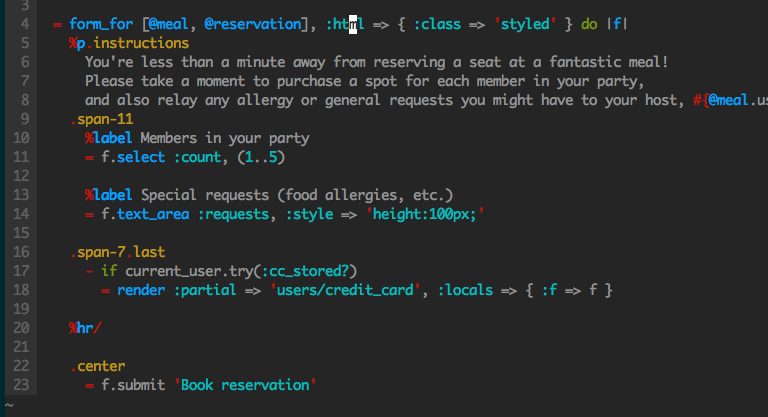 3
4 = form_for [@meal, @reservation], :html => { :class => 'styled' } do |f|
5 %p.instructions
6 You're less than a minute away from reserving a seat at a fantastic meal!
7 Please take a moment to purchase a spot for each member in your party,
8 and also relay any allergy or general requests you might have to your host, #{@meal.us
9 .span-11
10 %label Members in your party
11 = f.select :count, (1..5)
12
13 %label Special requests (food allergies, etc.)
14 = f.text_area :requests, :style => 'height:100px;'
15
16 .span-7.last
17 - if current_user.try(:cc_stored?)
18 = render :partial => 'users/credit_card', :locals => { :f => f }
19
20 %hr/
21
22 .center
23 = f.submit 'Book reservation'
~